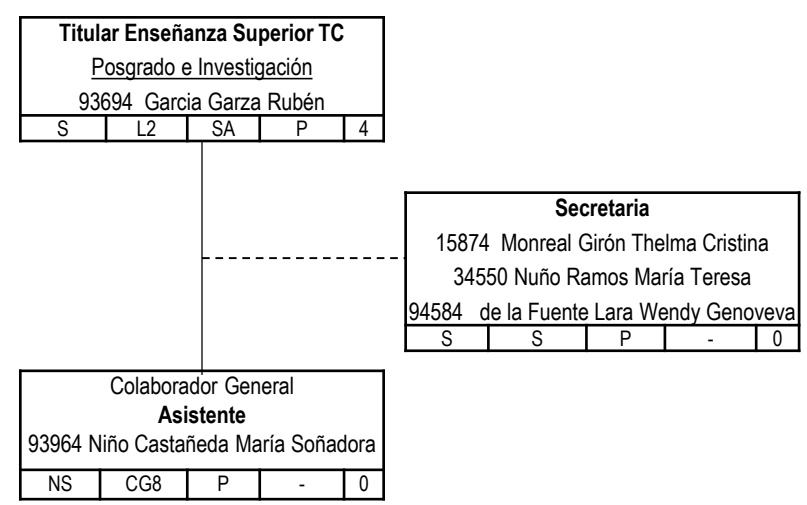 Titular Enseñanza Superior TC
Posgrado e Investigación
93694 Garcia Garza Rubén
S L2 SA P 4
Secretaria
15874 Monreal Girón Thelma Cristina
34550 Nuño Ramos María Teresa
94584 de la Fuente Lara Wendy Genoveva
S S P - 0
Colaborador General
Asistente
93964 Niño Castañeda María Soñadora
NS CG8 P - 0